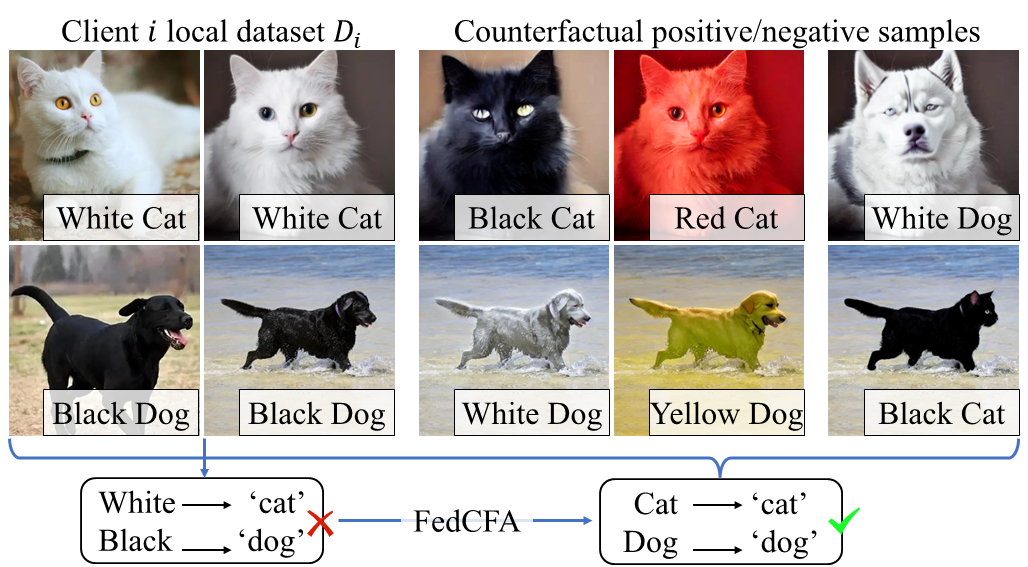 Client i local dataset Dᵢ
Counterfactual positive/negative samples
White Cat
White Cat
Black Cat
Red Cat
White Dog
Black Dog
Black Dog
White Dog
Yellow Dog
Black Cat
White → ‘cat’
Black → ‘dog’
FedCFA
Cat → ‘cat’
Dog → ‘dog’